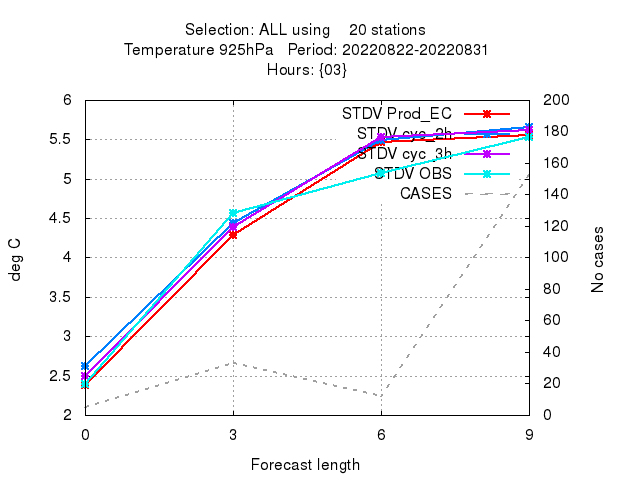 Selection: ALL using 20 stations
Temperature 925hPa Period: 20220822-20220831
Hours: {03}
6
5.5
5
4.5
4
3.5
3
2.5
2
deg C
200
180
160
140
120
100
80
60
40
20
0
No cases
STDV Prod_EC
STDV cyc_2h
STDV cyc_3h
STDV OBS
CASES
0 3 6 9
Forecast length